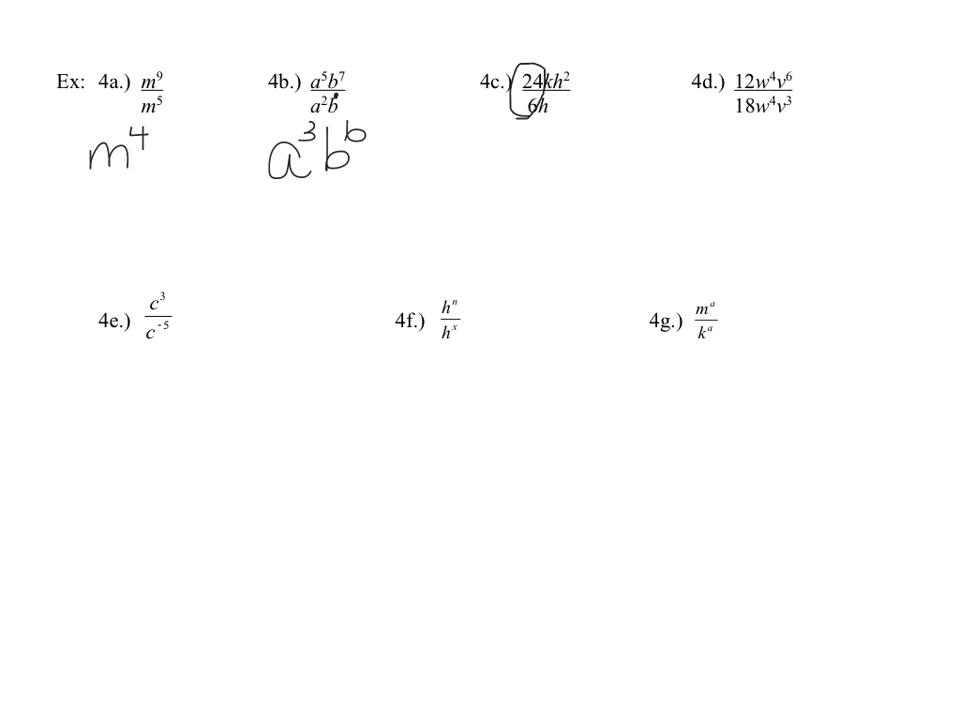 Ex: 4a.) m⁹/m⁵ 4b.) a⁵b⁷/a²b 4c.) 24kh²/6h 4d.) 12w⁴v⁶/18w⁴v³
m⁴ a³b⁶
4e.) c³/c⁻⁵ 4f.) hⁿ/hˣ 4g.) mᵃ/kᵃ